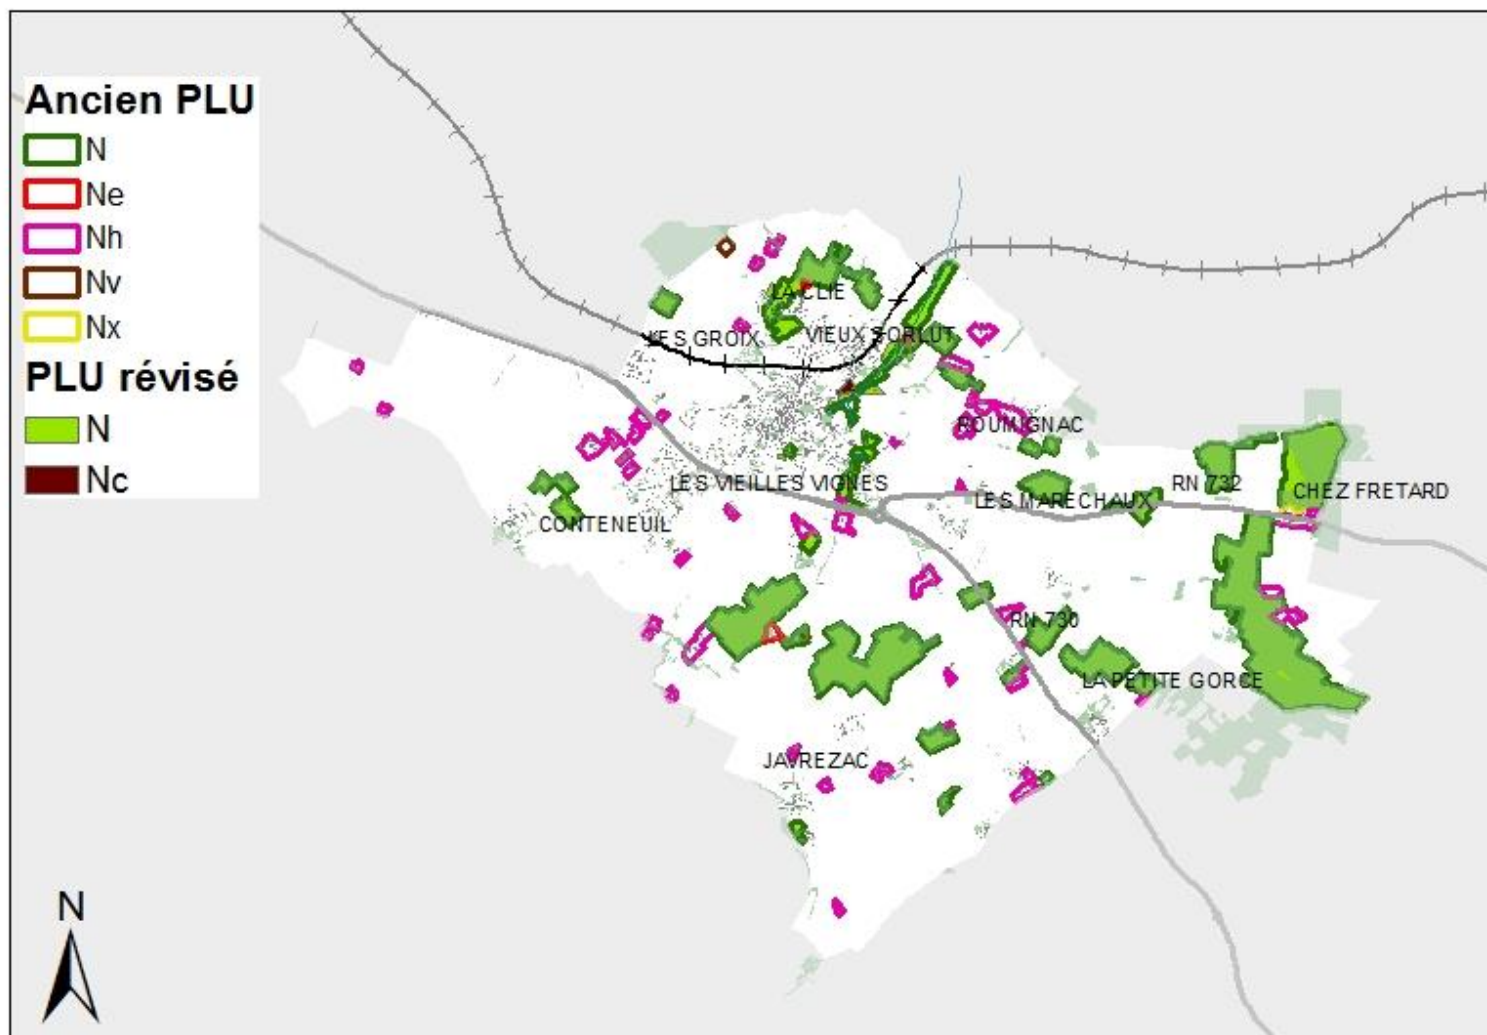 Ancien PLU
N
Ne
Nh
Nv
Nx
PLU révisé
N
Nc
LA CLIE
LES GROIX
VIEUX SORLUT
ROUMIGNAC
RN 732
CHEZ FRETARD
LES VIEILLES VIGNES
LES MARECHAUX
CONTENEUIL
RN 730
LA PETITE GORCE
JAVREZAC
N